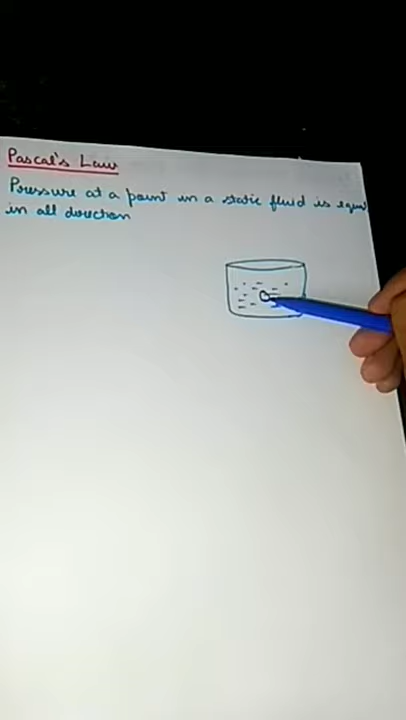 Pascal's Law
Pressure at a point in a static fluid is equal
in all direction